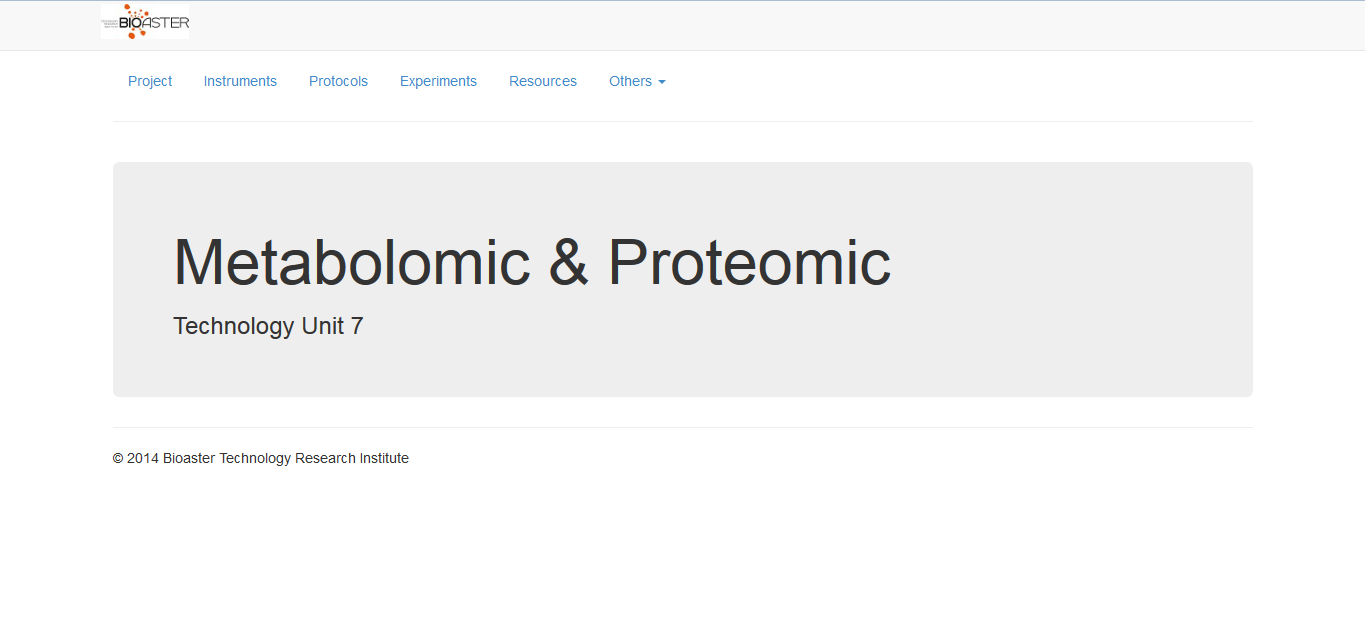 BIOASTER
Project Instruments Protocols Experiments Resources Others
Metabolomic & Proteomic
Technology Unit 7
© 2014 Bioaster Technology Research Institute